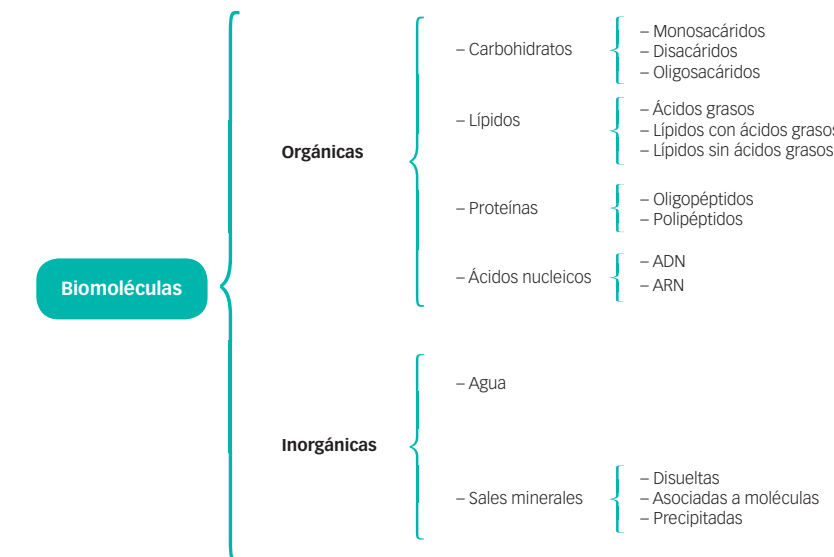 Biomoléculas
Orgánicas
– Carbohidratos
– Monosacáridos
– Disacáridos
– Oligosacáridos
– Lípidos
– Ácidos grasos
– Lípidos con ácidos grasos
– Lípidos sin ácidos grasos
– Proteínas
– Oligopéptidos
– Polipéptidos
– Ácidos nucleicos
– ADN
– ARN
Inorgánicas
– Agua
– Sales minerales
– Disueltas
– Asociadas a moléculas
– Precipitadas